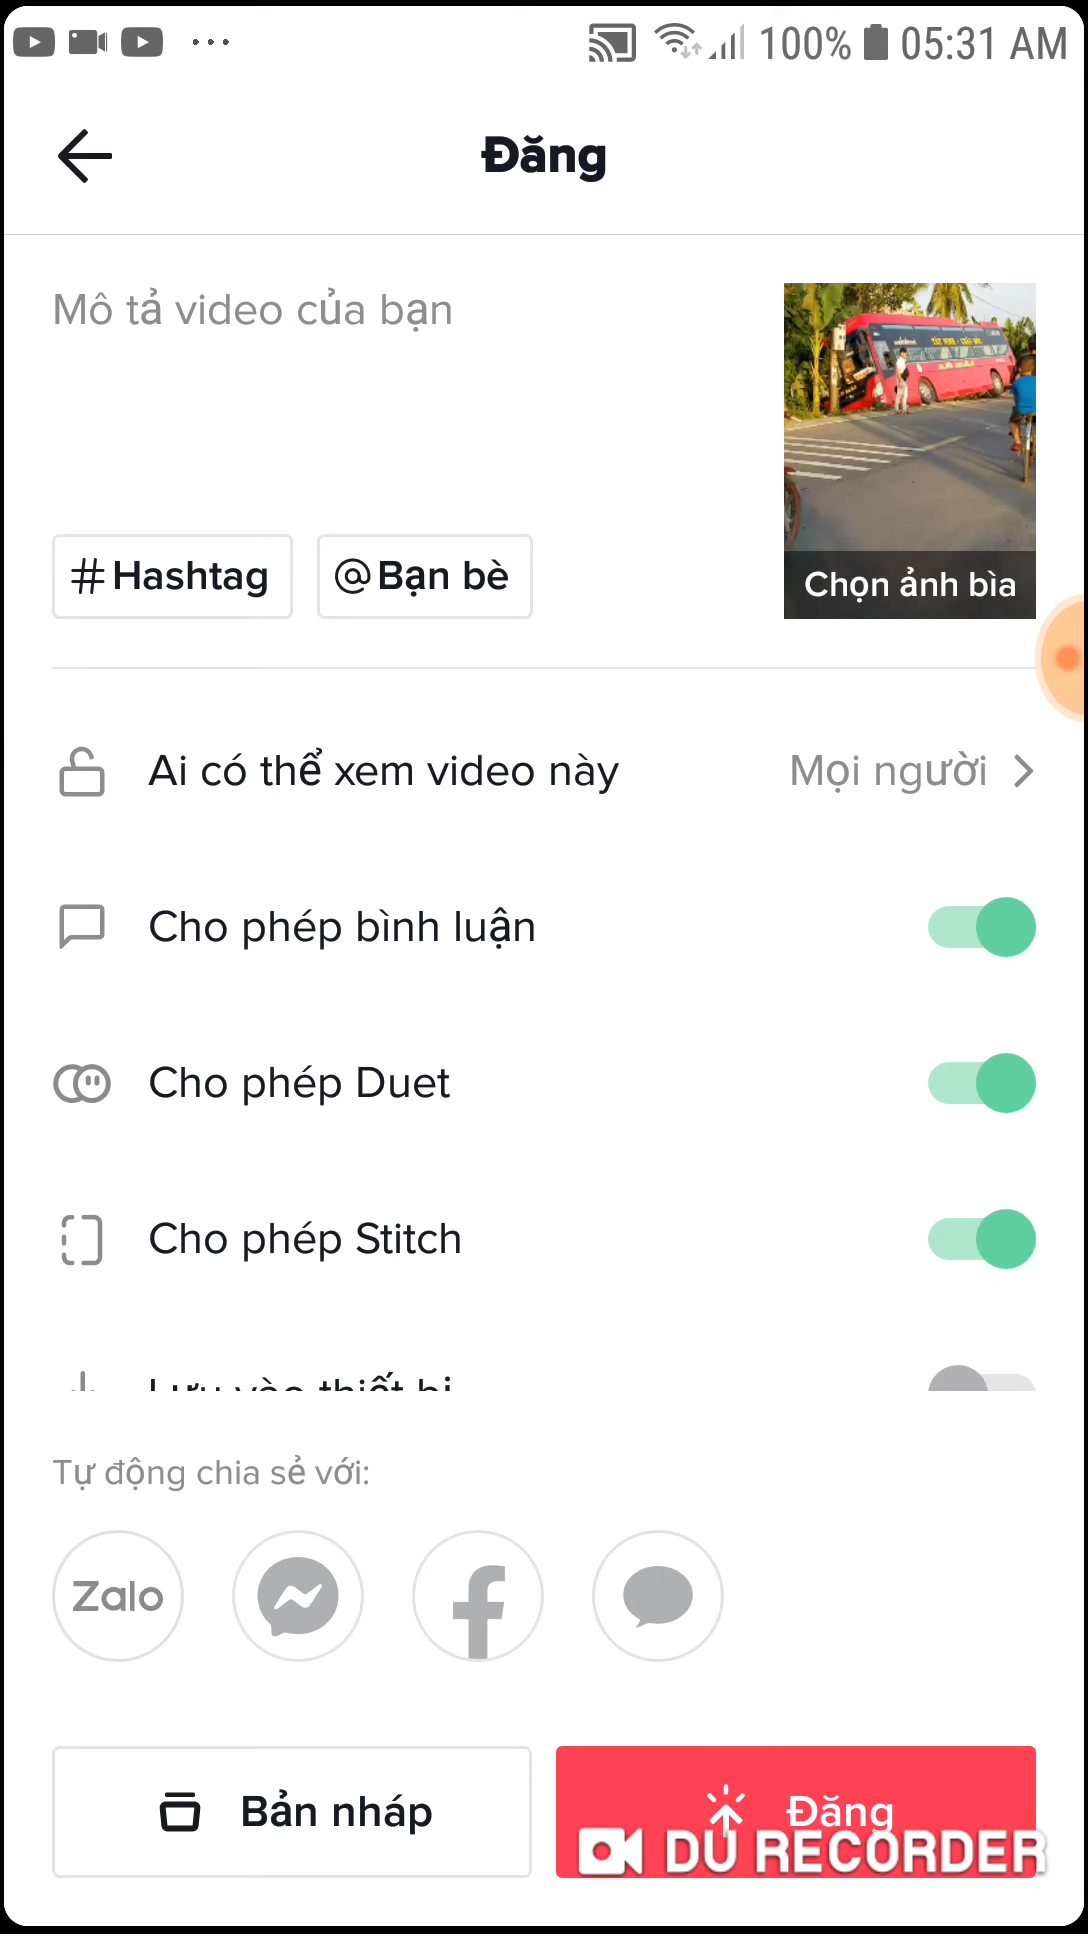 100% 05:31 AM
Đăng
Mô tả video của bạn
#Hashtag
@Bạn bè
Chọn ảnh bìa
Ai có thể xem video này
Mọi người
Cho phép bình luận
Cho phép Duet
Cho phép Stitch
Lưu vào thiết bị
Tự động chia sẻ với:
Zalo
Bản nháp
Đăng
DU RECORDER